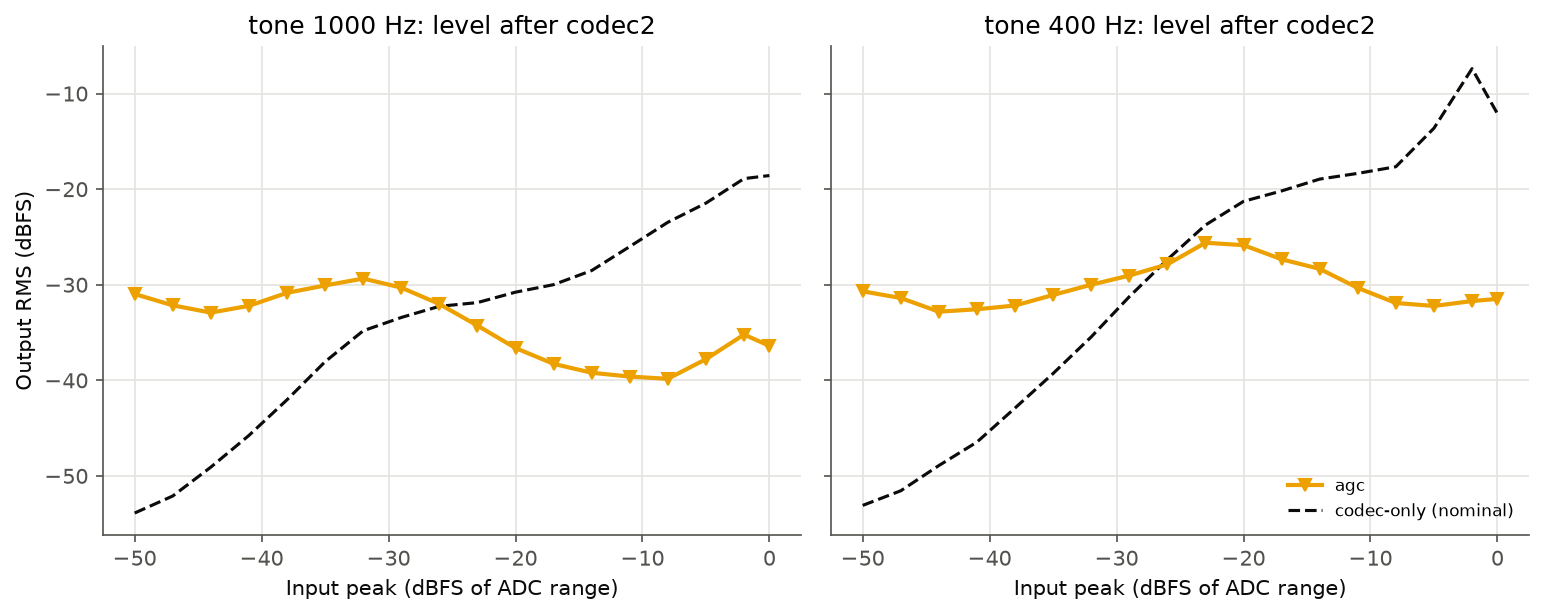 tone 1000 Hz: level after codec2
tone 400 Hz: level after codec2
Output RMS (dBFS)
−10
−20
−30
−40
−50
agc
codec-only (nominal)
−50 −40 −30 −20 −10 0
−50 −40 −30 −20 −10 0
Input peak (dBFS of ADC range)
Input peak (dBFS of ADC range)